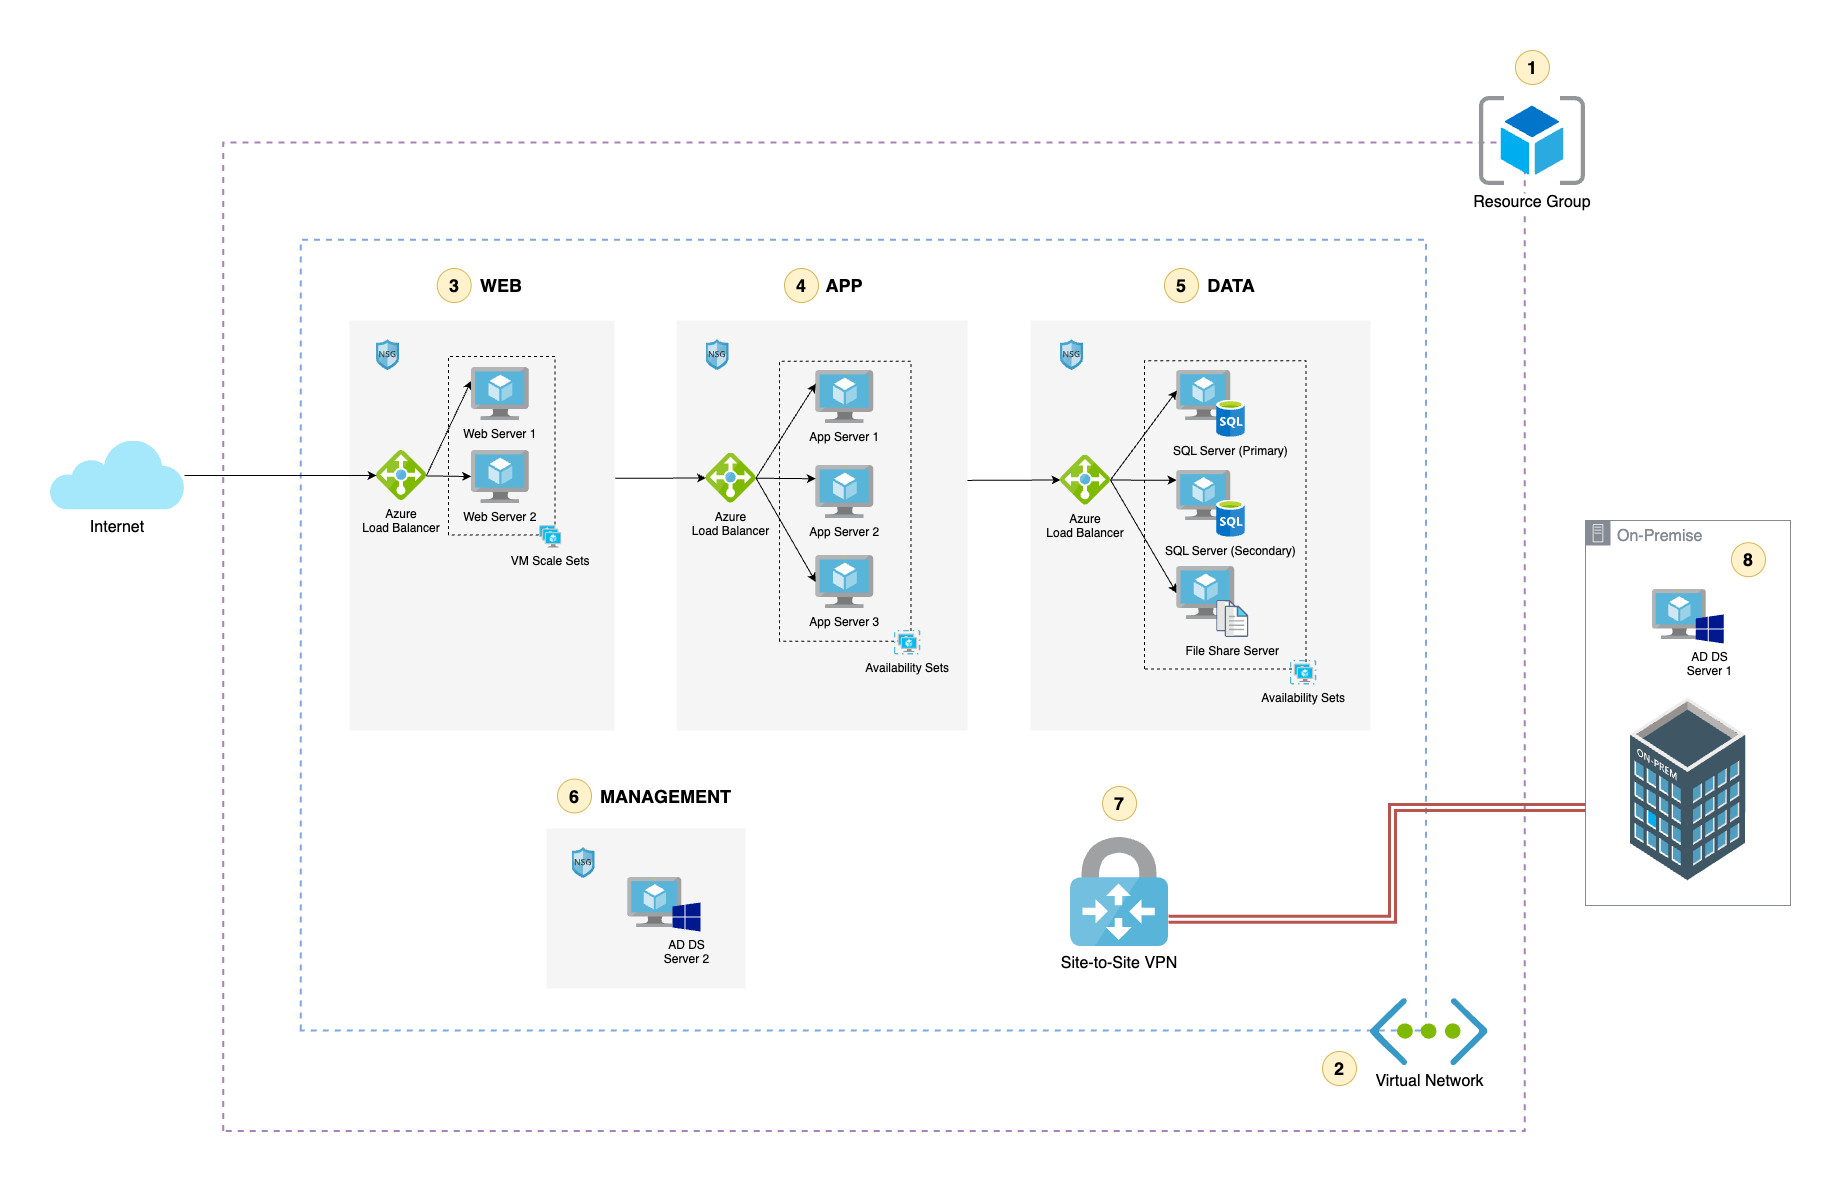 1
Resource Group
3 WEB
4 APP
5 DATA
NSG
Web Server 1
Web Server 2
Azure
Load Balancer
VM Scale Sets
NSG
App Server 1
App Server 2
App Server 3
Azure
Load Balancer
Availability Sets
NSG
SQL
SQL Server (Primary)
SQL
SQL Server (Secondary)
File Share Server
Azure
Load Balancer
Availability Sets
Internet
On-Premise
8
AD DS
Server 1
ON-PREM
6 MANAGEMENT
NSG
AD DS
Server 2
7
Site-to-Site VPN
2
Virtual Network